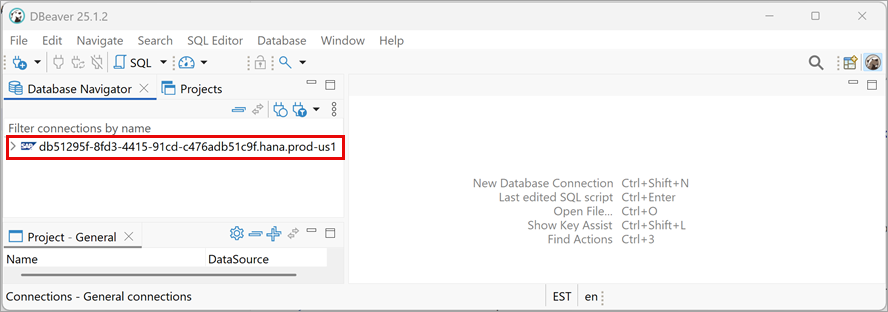 DBeaver 25.1.2
File Edit Navigate Search SQL Editor Database Window Help
SQL
Database Navigator Projects
Filter connections by name
SAP db51295f-8fd3-4415-91cd-c476adb51c9f.hana.prod-us1
New Database Connection Ctrl+Shift+N
Last edited SQL script Ctrl+Enter
Open File... Ctrl+O
Show Key Assist Ctrl+Shift+L
Find Actions Ctrl+3
Project - General
Name DataSource
Connections - General connections EST en